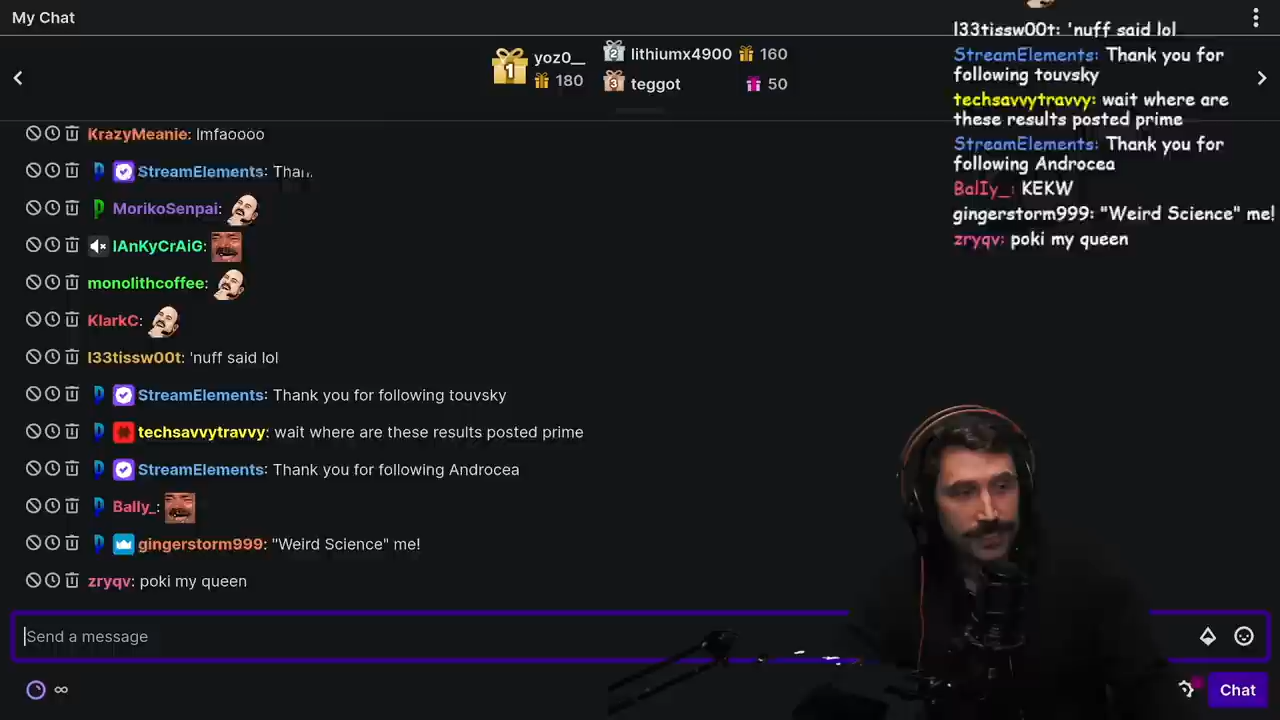 My Chat
1 yoz0__
180
2 lithiumx4900 160
3 teggot 50
KrazyMeanie: lmfaoooo
StreamElements:
MorikoSenpai:
IAnKyCrAiG:
monolithcoffee:
KlarkC:
l33tissw00t: 'nuff said lol
StreamElements: Thank you for following touvsky
techsavvytravvy: wait where are these results posted prime
StreamElements: Thank you for following Androcea
Bally_:
gingerstorm999: "Weird Science" me!
zryqv: poki my queen
Send a message
∞
Chat
l33tissw00t: 'nuff said lol
StreamElements: Thank you for
following touvsky
techsavvytravvy: wait where are
these results posted prime
StreamElements: Thank you for
following Androcea
BalIy_: KEKW
gingerstorm999: "Weird Science" me!
zryqv: poki my queen